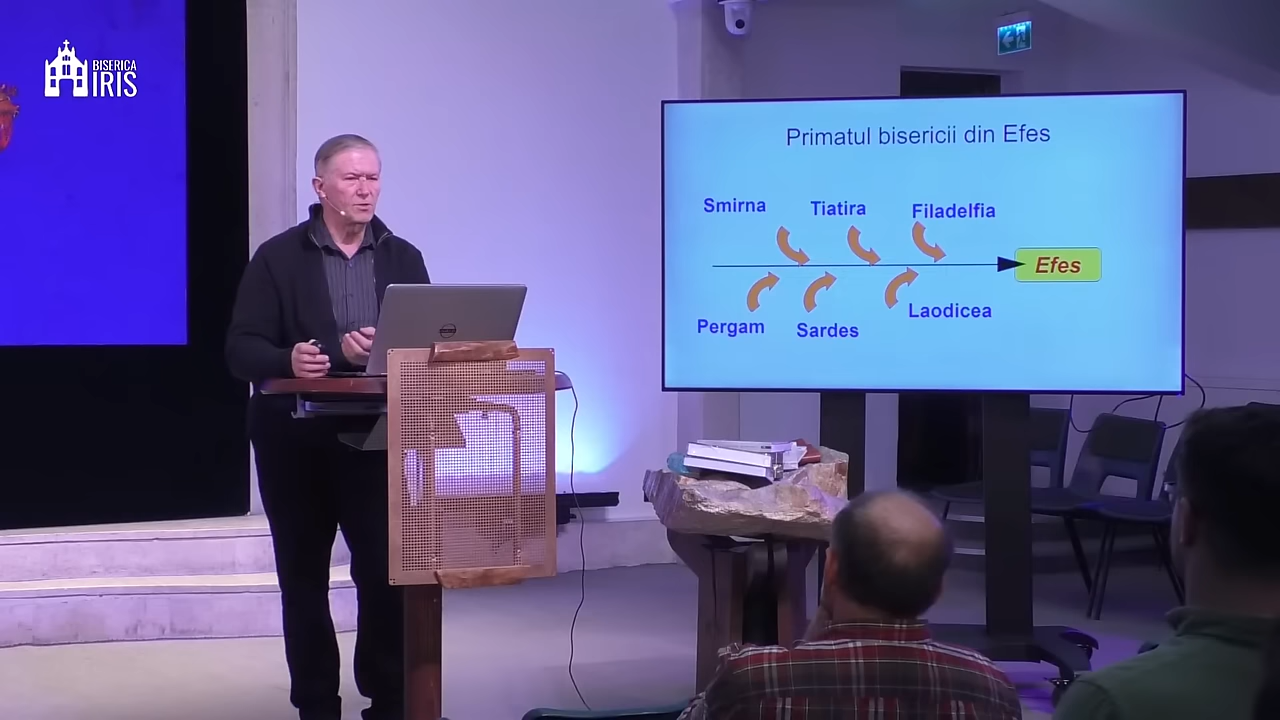 BISERICA
IRIS
Primatul bisericii din Efes
Smirna
Tiatira
Filadelfia
Efes
Pergam
Sardes
Laodicea